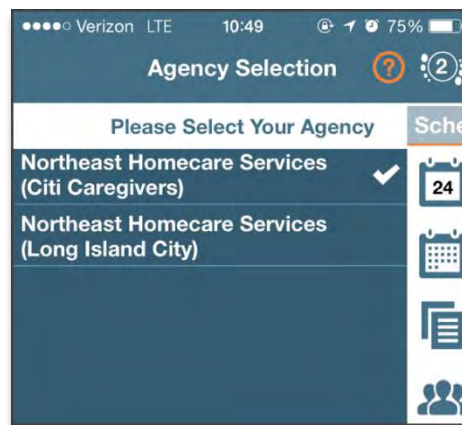 Verizon LTE 10:49 75%
Agency Selection ? 2
Please Select Your Agency Sche
Northeast Homecare Services
(Citi Caregivers)
24
Northeast Homecare Services
(Long Island City)